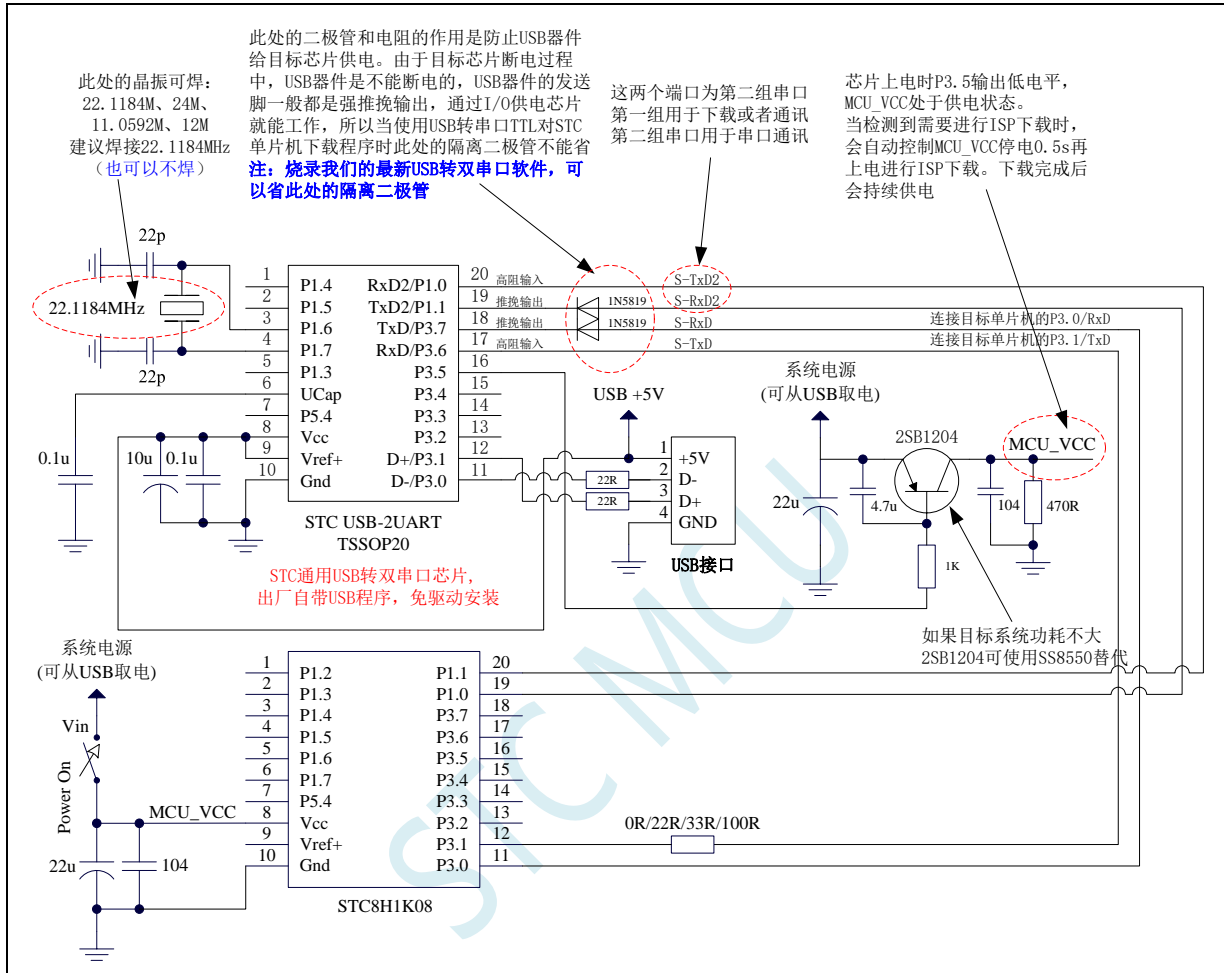 此处的晶振可焊:
22.1184M、24M、
11.0592M、12M
建议焊接22.1184MHz
(也可以不焊)
此处的二极管和电阻的作用是防止USB器件
给目标芯片供电。由于目标芯片断电过程
中，USB器件是不能断电的，USB器件的发送
脚一般都是强推挽输出，通过I/O供电芯片
就能工作，所以当使用USB转串口TTL对STC
单片机下载程序时此处的隔离二极管不能省
注：烧录我们的最新USB转双串口软件，可
以省此处的隔离二极管
这两个端口为第二组串口
第一组用于下载或者通讯
第二组串口用于串口通讯
芯片上电时P3.5输出低电平，
MCU_VCC处于供电状态。
当检测到需要进行ISP下载时，
会自动控制MCU_VCC停电0.5s再
上电进行ISP下载。下载完成后
会持续供电
22p
22.1184MHz
22p
1 P1.4 RxD2/P1.0 20 高阻输入 S-TxD2
2 P1.5 TxD2/P1.1 19 推挽输出 1N5819 S-RxD2
3 P1.6 TxD/P3.7 18 推挽输出 1N5819 S-RxD 连接目标单片机的P3.0/RxD
4 P1.7 RxD/P3.6 17 高阻输入 S-TxD 连接目标单片机的P3.1/TxD
5 P1.3 P3.5 16
6 UCap P3.4 15
7 P5.4 P3.3 14
8 Vcc P3.2 13
9 Vref+ D+/P3.1 12
10 Gnd D-/P3.0 11
0.1u
10u
0.1u
STC USB-2UART
TSSOP20
STC通用USB转双串口芯片,
出厂自带USB程序，免驱动安装
USB +5V
1 +5V
22R 2 D-
22R 3 D+
4 GND
USB接口
系统电源
(可从USB取电)
2SB1204
MCU_VCC
22u
4.7u
104
470R
1K
如果目标系统功耗不大
2SB1204可使用SS8550替代
系统电源
(可从USB取电)
Vin
Power On
MCU_VCC
22u
104
1 P1.2 P1.1 20
2 P1.3 P1.0 19
3 P1.4 P3.7 18
4 P1.5 P3.6 17
5 P1.6 P3.5 16
6 P1.7 P3.4 15
7 P5.4 P3.3 14
8 Vcc P3.2 13
9 Vref+ P3.1 12
10 Gnd P3.0 11
0R/22R/33R/100R
STC8H1K08
STC MCU